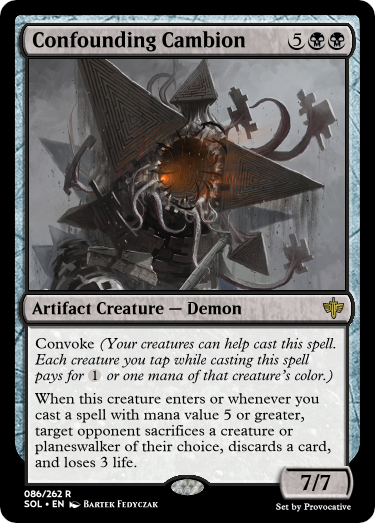 Confounding Cambion 5
Artifact Creature — Demon
Convoke (Your creatures can help cast this spell.
Each creature you tap while casting this spell
pays for 1 or one mana of that creature's color.)
When this creature enters or whenever you
cast a spell with mana value 5 or greater,
target opponent sacrifices a creature or
planeswalker of their choice, discards a card,
and loses 3 life.
7/7
086/262 R
SOL • EN Bartek Fedyczak
Set by Provocative